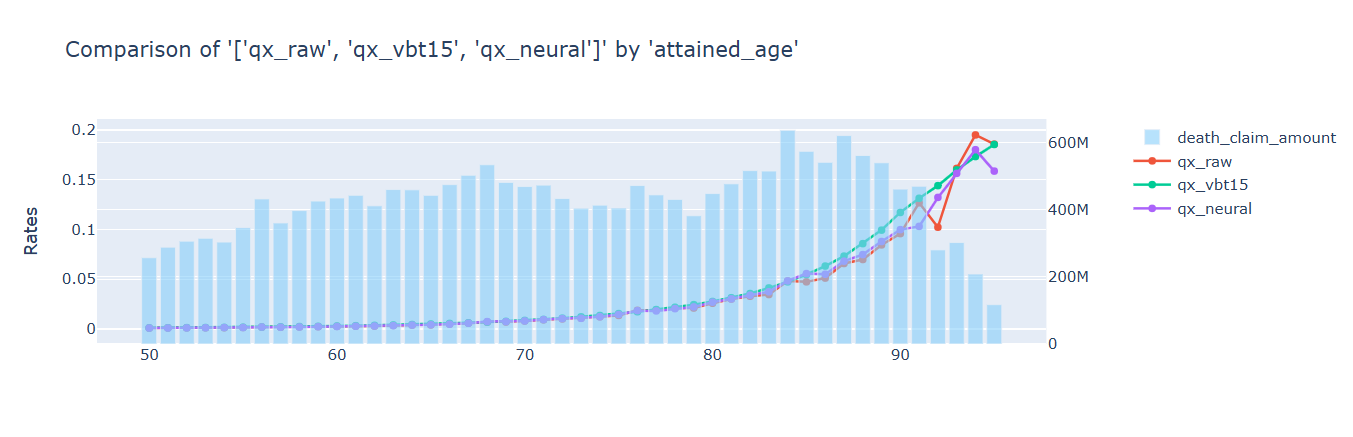 Comparison of '['qx_raw', 'qx_vbt15', 'qx_neural']' by 'attained_age'
Rates
0.2
0.15
0.1
0.05
0
50
60
70
80
90
600M
400M
200M
0
death_claim_amount
qx_raw
qx_vbt15
qx_neural